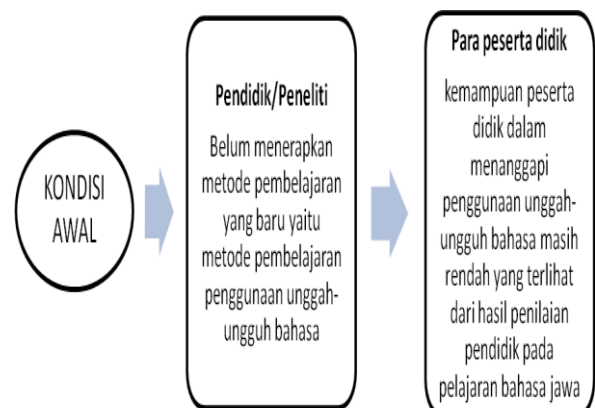 KONDISI
AWAL
Pendidik/Peneliti
Belum menerapkan
metode pembelajaran
yang baru yaitu
metode pembelajaran
penggunaan unggah-
ungguh bahasa
Para peserta didik
kemampuan peserta
didik dalam
menanggapi
penggunaan unggah-
ungguh bahasa masih
rendah yang terlihat
dari hasil penilaian
pendidik pada
pelajaran bahasa jawa